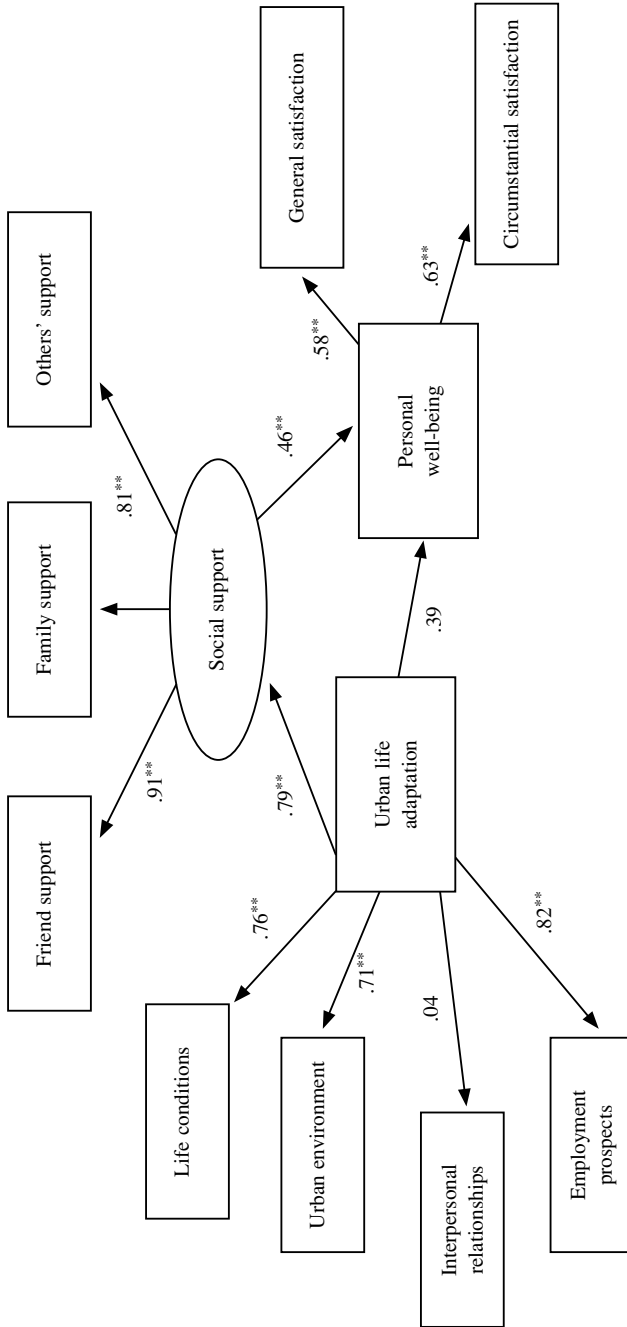 Friend support
Family support
Others’ support
.91**
.81**
Social support
Life conditions
.76**
.79**
.46**
General satisfaction
Urban environment
.71**
.58**
Urban life
adaptation
.39
Personal
well-being
Interpersonal
relationships
.04
.63**
Circumstantial satisfaction
Employment
prospects
.82**